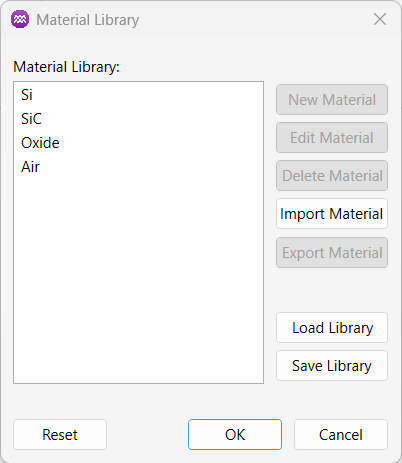 Material Library
Material Library:
Si
SiC
Oxide
Air
New Material
Edit Material
Delete Material
Import Material
Export Material
Load Library
Save Library
Reset
OK
Cancel